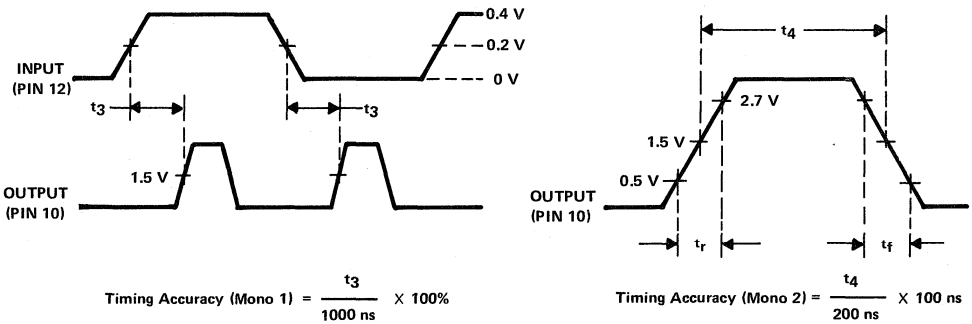 0.4 V
0.2 V
0 V
INPUT
(PIN 12)
t3
t3
1.5 V
OUTPUT
(PIN 10)
Timing Accuracy (Mono 1) = t3 / 1000 ns X 100%
t4
2.7 V
1.5 V
0.5 V
OUTPUT
(PIN 10)
tr
tf
Timing Accuracy (Mono 2) = t4 / 200 ns X 100 ns